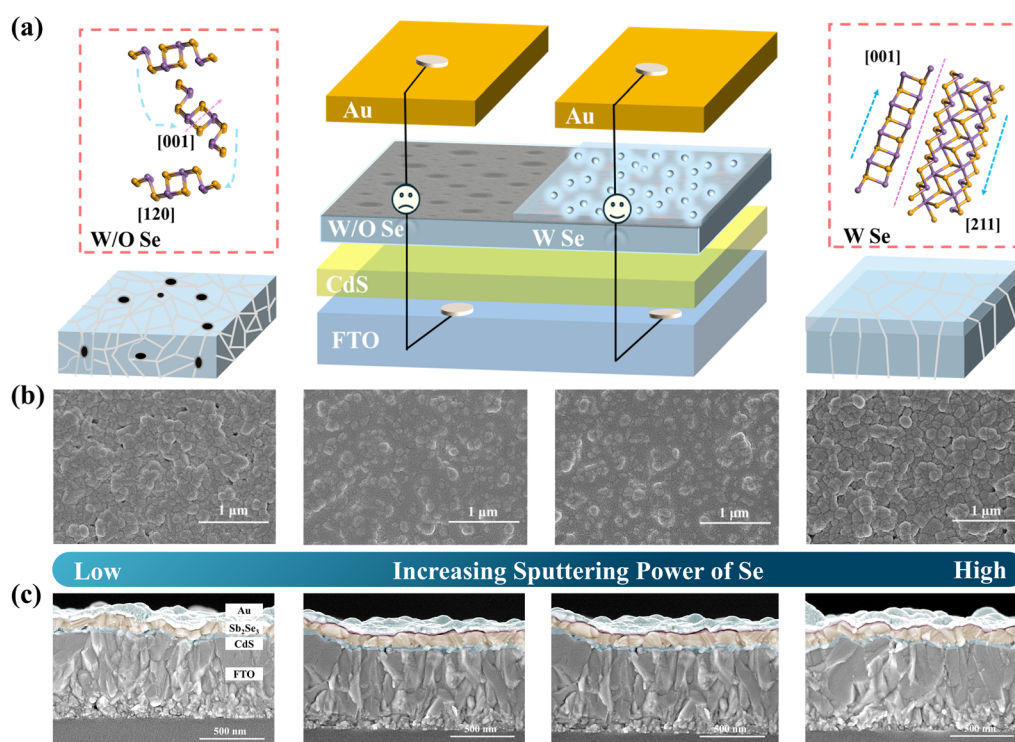 (a)
[001]
[120]
W/O Se
Au
Au
W/O Se
W Se
CdS
FTO
[001]
[211]
W Se
(b)
1 μm
1 μm
1 μm
1 μm
Low
Increasing Sputtering Power of Se
High
(c)
Au
Sb₂Se₃
CdS
FTO
500 nm
500 nm
500 nm
500 nm